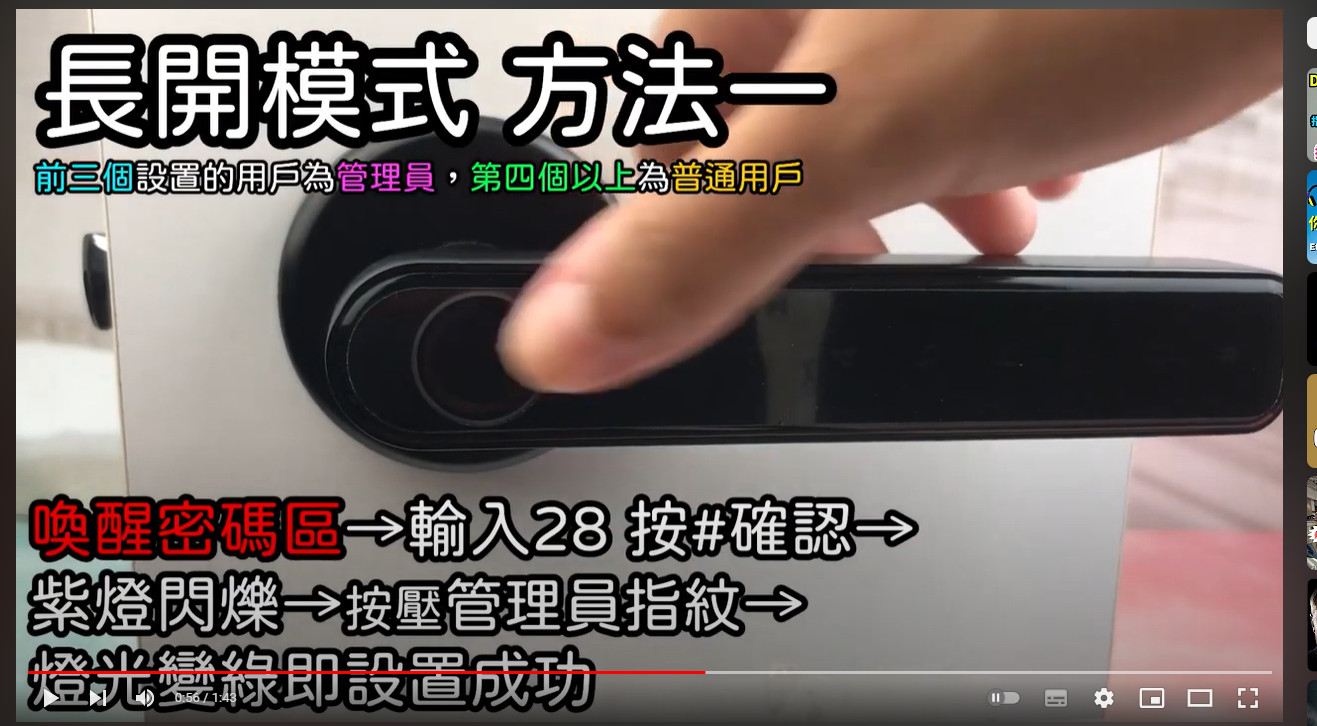 長開模式 方法一
前三個設置的用戶為管理員，第四個以上為普通用戶
喚醒密碼區→輸入28 按#確認→
紫燈閃爍→按壓管理員指紋→
燈光變綠即設置成功
0:56 / 1:43